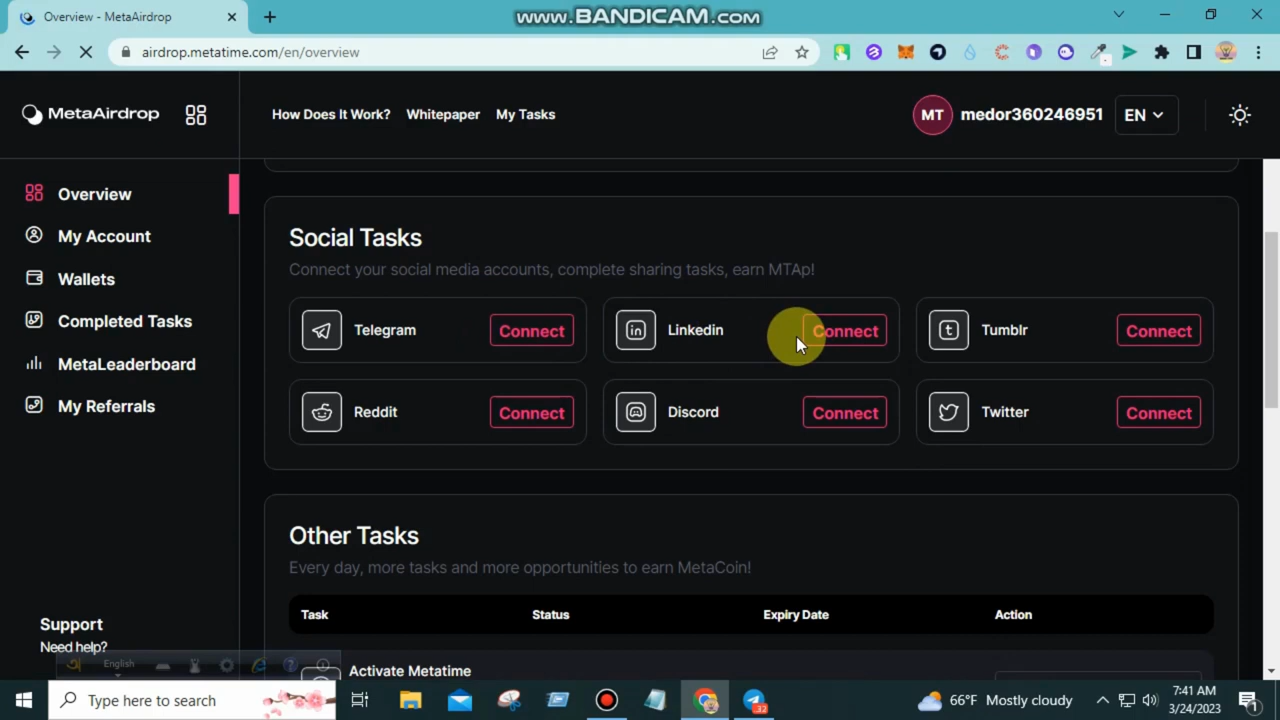 www.BANDICAM.com
Overview - MetaAirdrop
airdrop.metatime.com/en/overview
MetaAirdrop
How Does It Work?
Whitepaper
My Tasks
MT
medor360246951
EN
Overview
My Account
Wallets
Completed Tasks
MetaLeaderboard
My Referrals
Support
Need help?
Social Tasks
Connect your social media accounts, complete sharing tasks, earn MTAp!
Telegram
Connect
Linkedin
Connect
Tumblr
Connect
Reddit
Connect
Discord
Connect
Twitter
Connect
Other Tasks
Every day, more tasks and more opportunities to earn MetaCoin!
Task
Status
Expiry Date
Action
Activate Metatime
English
Type here to search
32
66°F Mostly cloudy
7:41 AM
3/24/2023
1